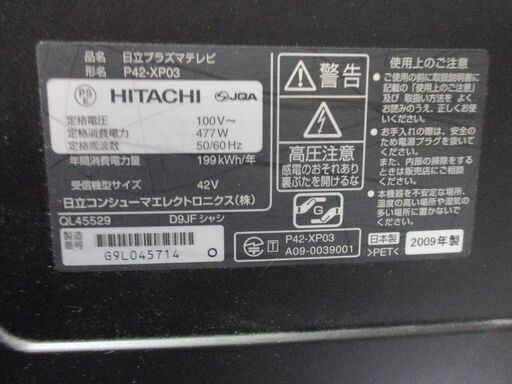 品名 日立プラズマテレビ
形名 P42-XP03
PS
E
HITACHI JQA
定格電圧 100V～
定格消費電力 477W
定格周波数 50/60Hz
年間消費電力量 199kWh/年
受信機型サイズ 42V
日立コンシューマエレクトロニクス(株)
QL45529 D9JFシャシ
製造番号
G9L045714
警告
高圧注意
感電のおそれあり
裏ぶたを開けるな
G
T P42-XP03
A09-0039001
使用上のご注意
●ご使用の前に取扱説明書に
記載の「使用上のご注意」
及び 取扱い方法を よく
お読みのうえ、正しくお使
いください。
●お手入れの際は、安全の
ため電源プラグを抜いて
ください。
また、内部の掃除をするとき
は販売店にご相談
ください。
●本機器を不安定な場所、
温度の高い場所や湿気の
多い場所に置かないで
ください。
日本製
>PET<
2009年製